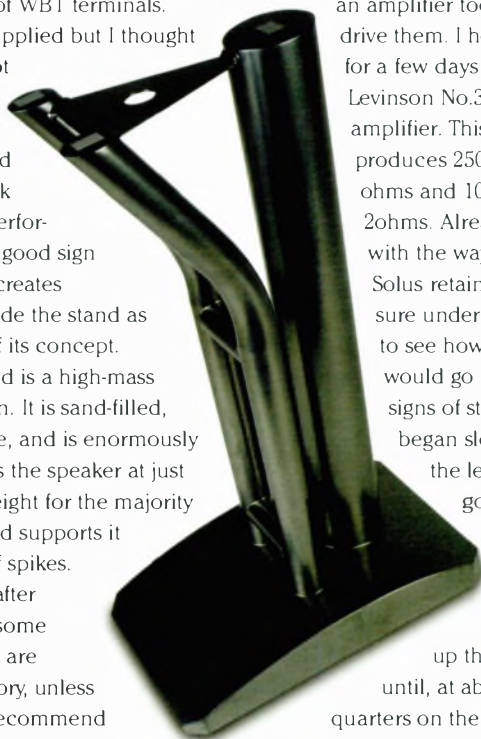 of WBT terminals.
supplied but I thought
d
k
erfor-
good sign
creates
de the stand as
its concept.
d is a high-mass
n. It is sand-filled,
e, and is enormously
s the speaker at just
eight for the majority
d supports it
f spikes.
after
some
are
ory, unless
ecommend
an amplifier too
drive them. I h
for a few days
Levinson No.3
amplifier. This
produces 250
ohms and 10
2ohms. Alrea
with the way
Solus retain
sure under
to see how
would go
signs of st
began sl
the le
go
up th
until, at ab
quarters on the